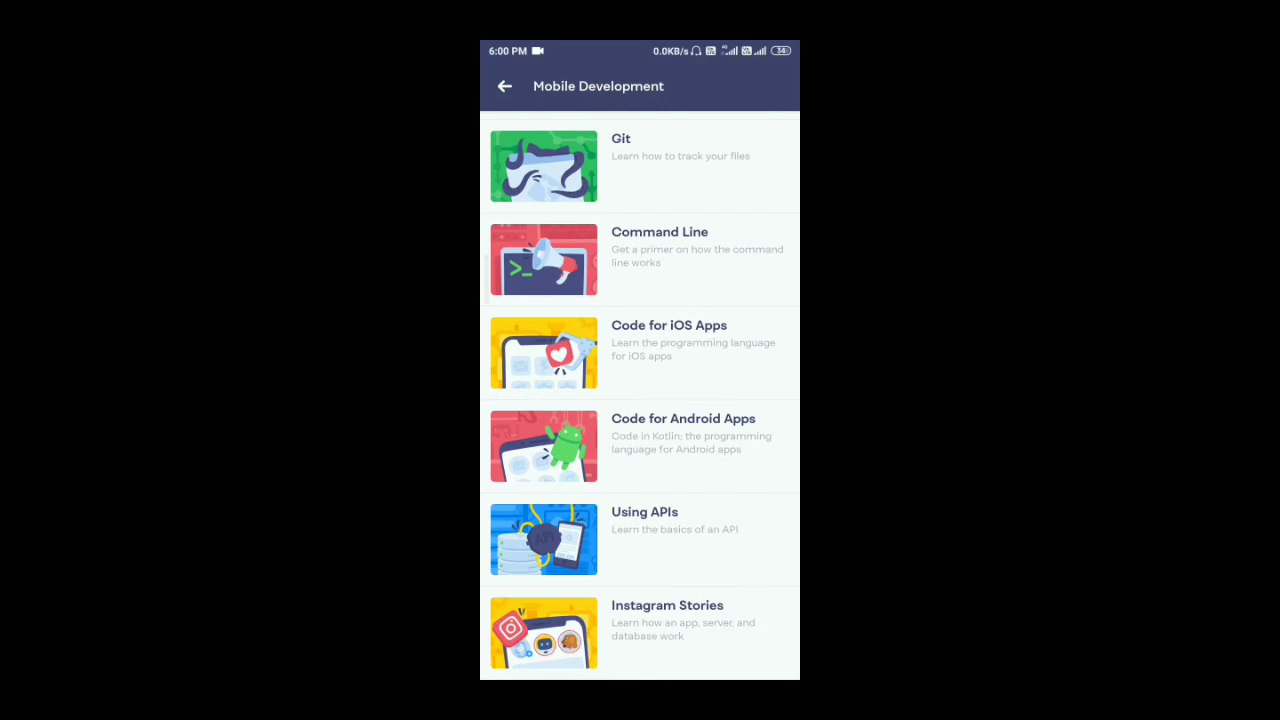 6:00 PM
0.0KB/s
34
Mobile Development
Git
Learn how to track your files
Command Line
Get a primer on how the command
line works
>_
Code for iOS Apps
Learn the programming language
for iOS apps
Code for Android Apps
Code in Kotlin; the programming
language for Android apps
Using APIs
Learn the basics of an API
API
Instagram Stories
Learn how an app, server, and
database work